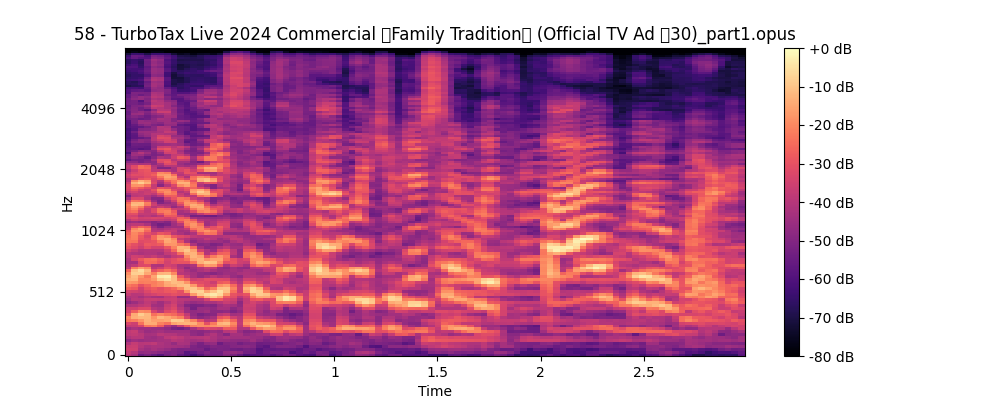 58 - TurboTax Live 2024 Commercial ▯Family Tradition▯ (Official TV Ad ▯30)_part1.opus
Hz
4096
2048
1024
512
0
0
0.5
1
1.5
2
2.5
Time
+0 dB
-10 dB
-20 dB
-30 dB
-40 dB
-50 dB
-60 dB
-70 dB
-80 dB